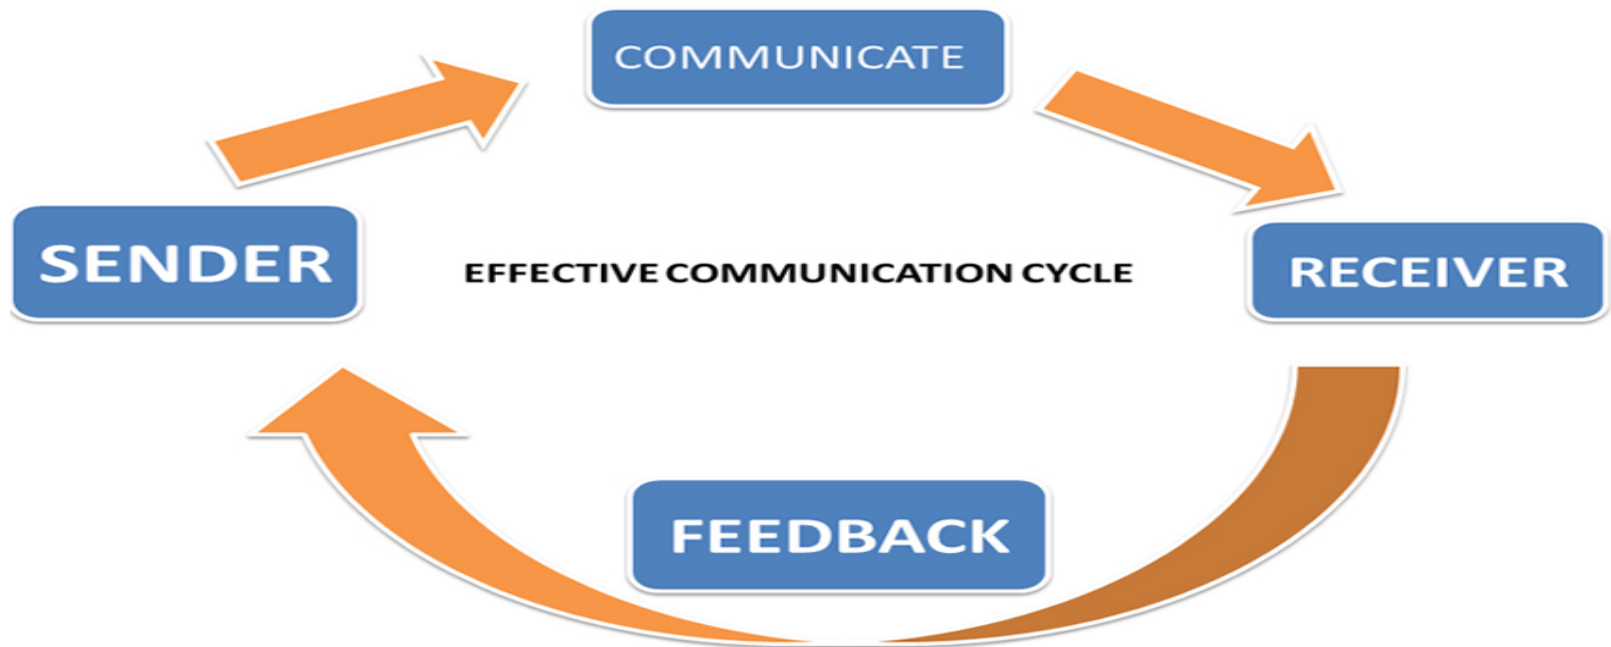 COMMUNICATE
SENDER
EFFECTIVE COMMUNICATION CYCLE
RECEIVER
FEEDBACK